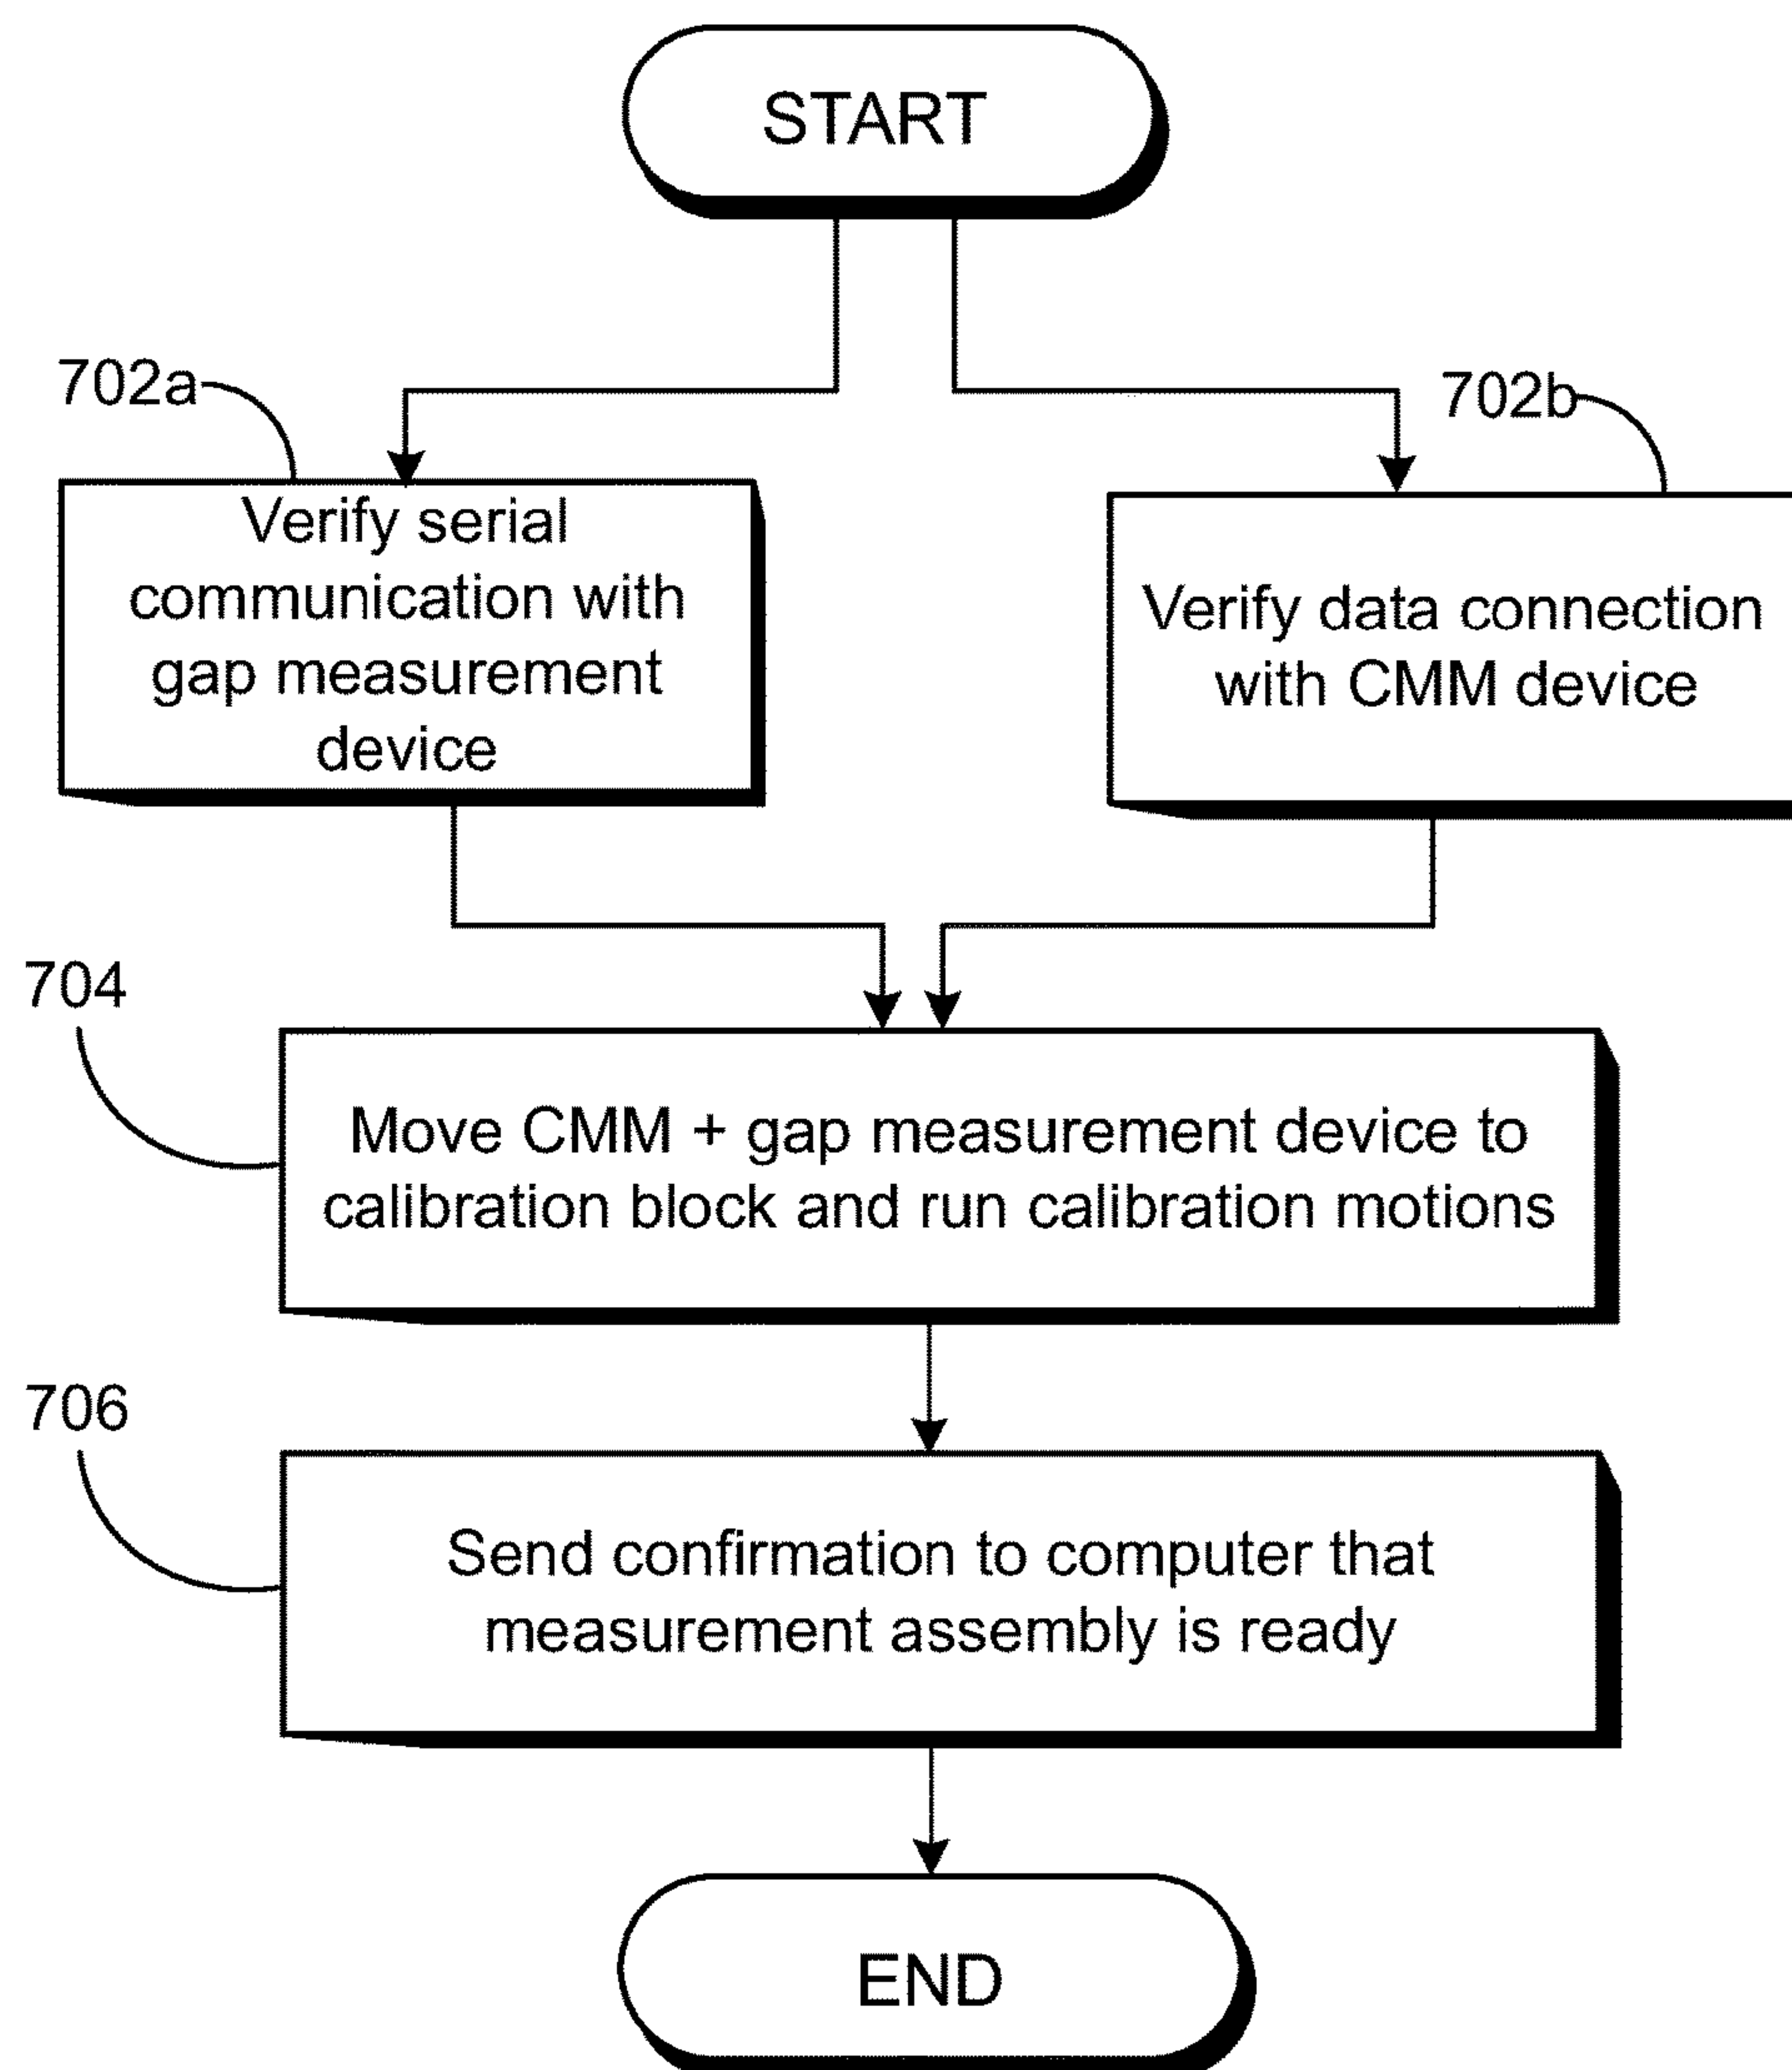 START
702a
702b
Verify serial
communication with
gap measurement
device
Verify data connection
with CMM device
704
Move CMM + gap measurement device to
calibration block and run calibration motions
706
Send confirmation to computer that
measurement assembly is ready
END